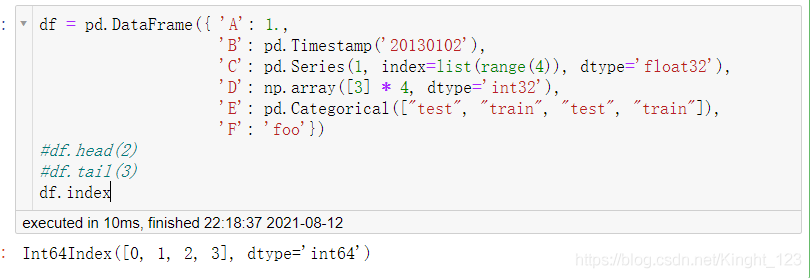 : df = pd.DataFrame({ 'A': 1.,
'B': pd.Timestamp('20130102'),
'C': pd.Series(1, index=list(range(4)), dtype='float32'),
'D': np.array([3] * 4, dtype='int32'),
'E': pd.Categorical(["test", "train", "test", "train"]),
'F': 'foo'})
#df.head(2)
#df.tail(3)
df.index
executed in 10ms, finished 22:18:37 2021-08-12
: Int64Index([0, 1, 2, 3], dtype='int64')
https://blog.csdn.net/Kinght_123